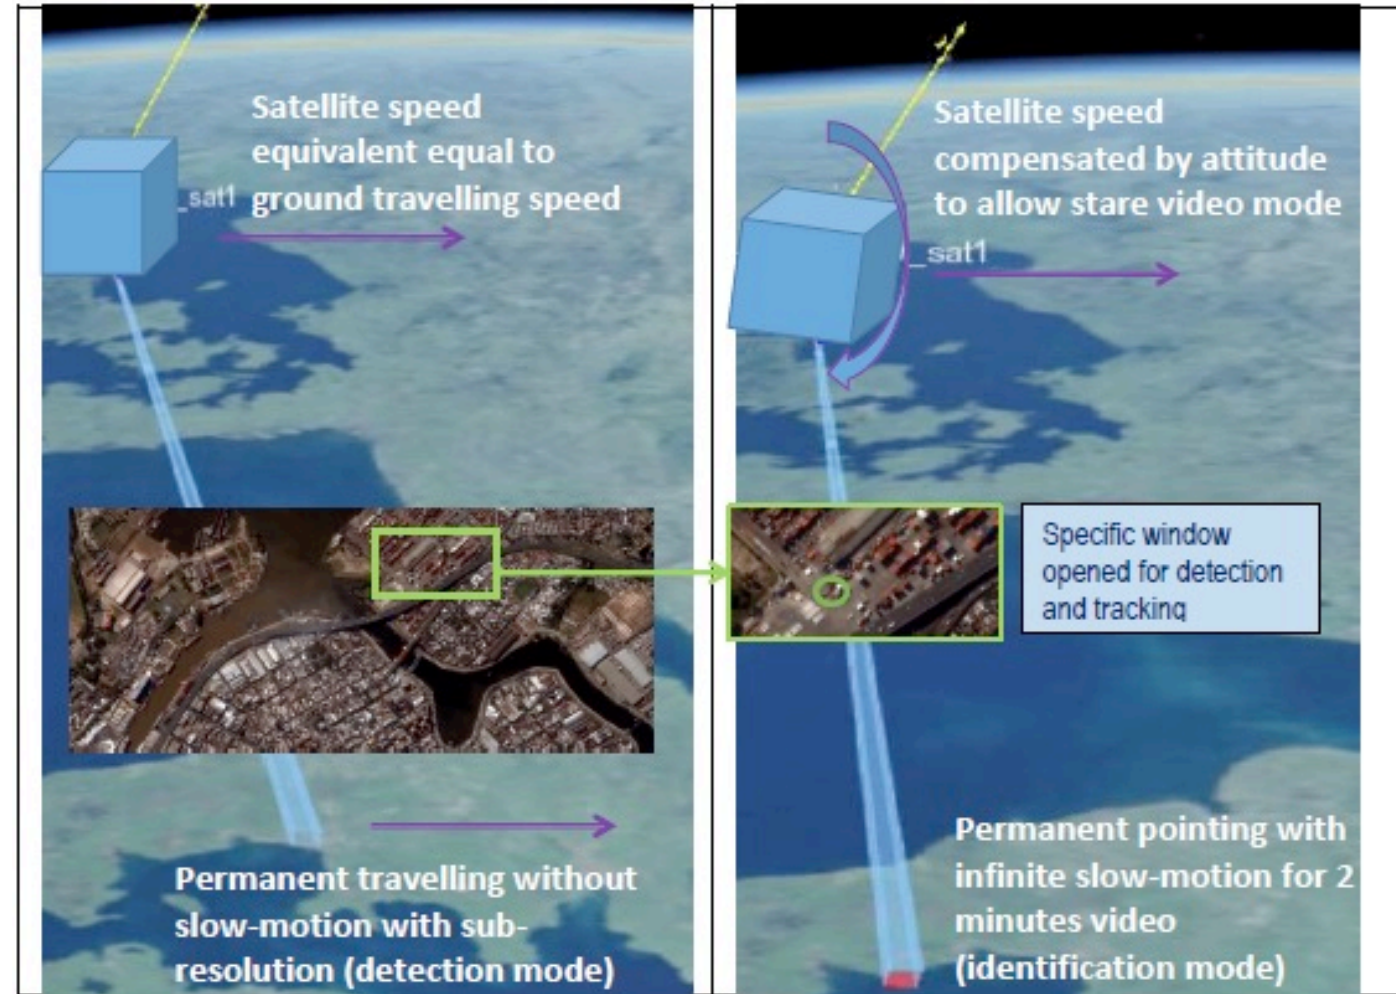 Satellite speed
equivalent equal to
ground travelling speed
_sat1
Permanent travelling without
slow-motion with sub-
resolution (detection mode)
Satellite speed
compensated by attitude
to allow stare video mode
_sat1
Specific window
opened for detection
and tracking
Permanent pointing with
infinite slow-motion for 2
minutes video
(identification mode)